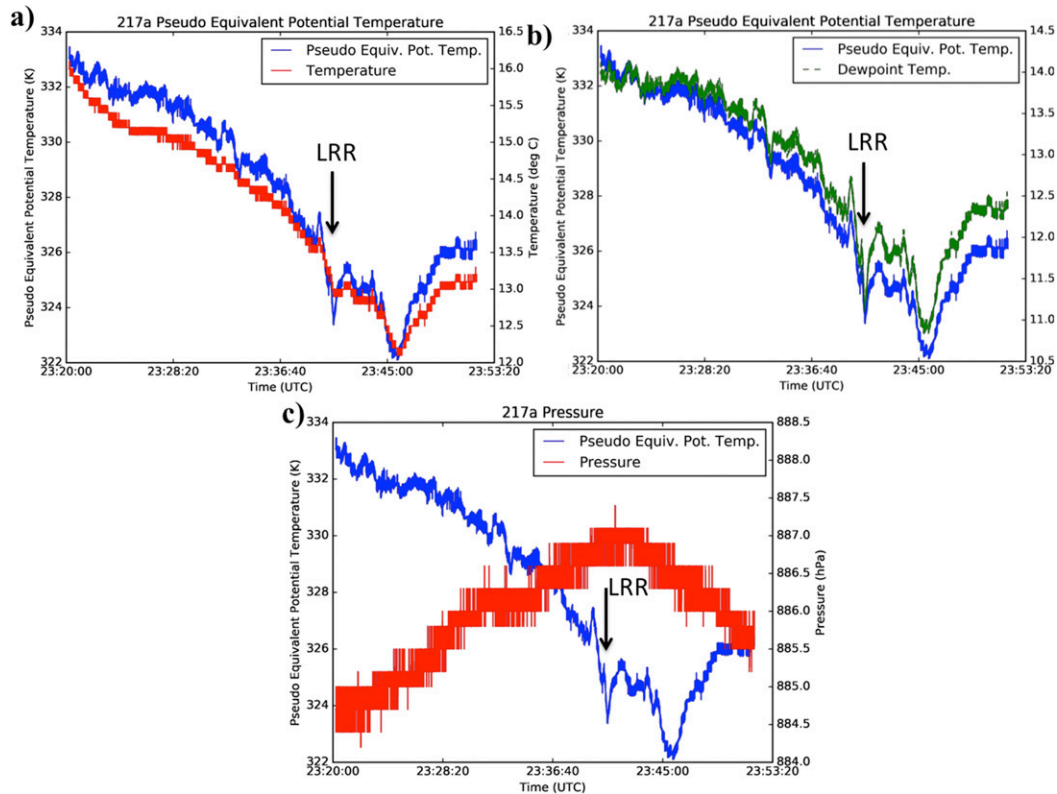 a)
217a Pseudo Equivalent Potential Temperature
Pseudo Equiv. Pot. Temp.
Temperature
LRR
334
332
330
328
326
324
322
Pseudo Equivalent Potential Temperature (K)
16.5
16.0
15.5
15.0
14.5
14.0
13.5
13.0
12.5
12.0
Temperature (deg C)
23:20:00 23:28:20 23:36:40 23:45:00 23:53:20
Time (UTC)
b)
217a Pseudo Equivalent Potential Temperature
Pseudo Equiv. Pot. Temp.
Dewpoint Temp.
LRR
334
332
330
328
326
324
322
Pseudo Equivalent Potential Temperature (K)
14.5
14.0
13.5
13.0
12.5
12.0
11.5
11.0
10.5
23:20:00 23:28:20 23:36:40 23:45:00 23:53:20
Time (UTC)
c)
217a Pressure
Pseudo Equiv. Pot. Temp.
Pressure
LRR
334
332
330
328
326
324
322
Pseudo Equivalent Potential Temperature (K)
888.5
888.0
887.5
887.0
886.5
886.0
885.5
885.0
884.5
884.0
Pressure (hPa)
23:20:00 23:28:20 23:36:40 23:45:00 23:53:20
Time (UTC)